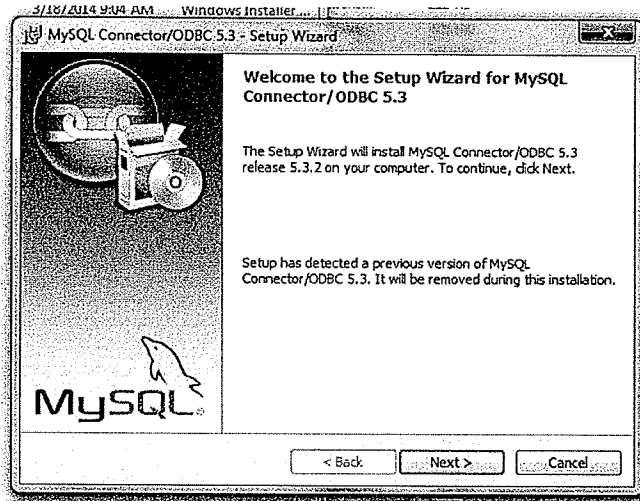 3/18/2014 9:04 AM Windows Installer ...
MySQL Connector/ODBC 5.3 - Setup Wizard
Welcome to the Setup Wizard for MySQL
Connector/ODBC 5.3
The Setup Wizard will install MySQL Connector/ODBC 5.3
release 5.3.2 on your computer. To continue, click Next.
Setup has detected a previous version of MySQL
Connector/ODBC 5.3. It will be removed during this installation.
MySQL
< Back Next > Cancel